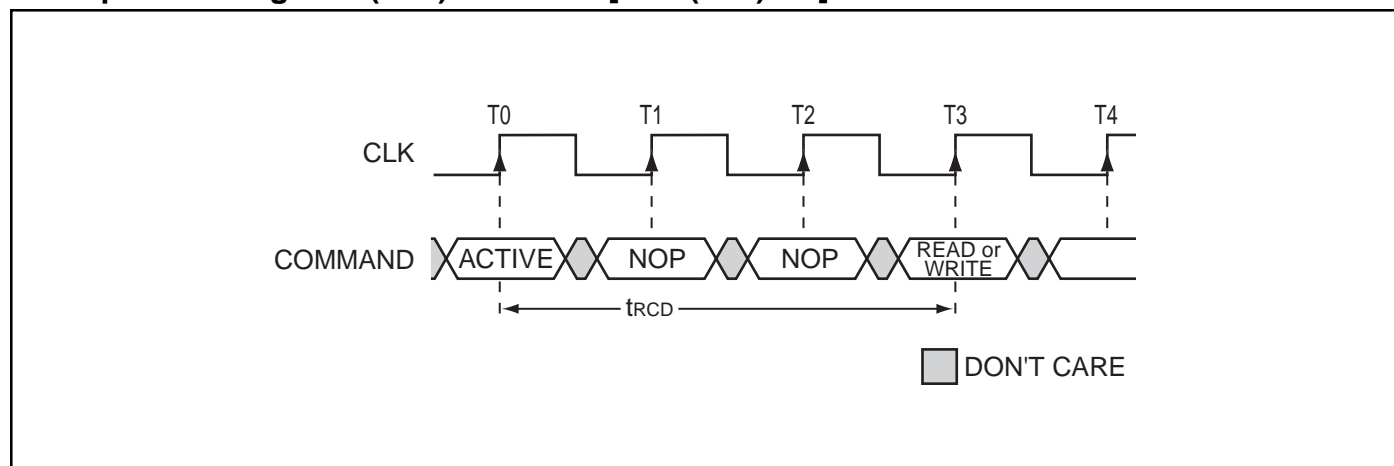 T0 T1 T2 T3 T4
CLK
COMMAND ACTIVE NOP NOP READ or
WRITE
tRCD
DON'T CARE